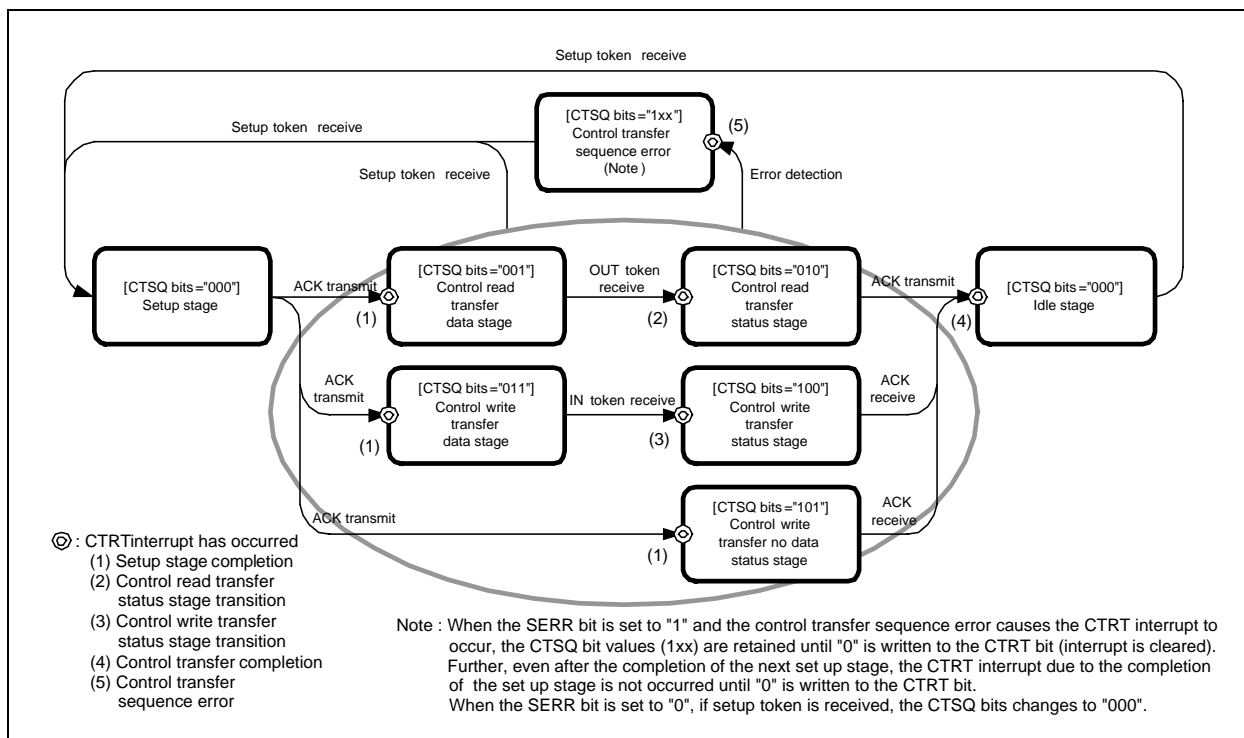 Setup token receive
[CTSQ bits="1xx"]
Control transfer
sequence error
(Note )
(5)
Setup token receive
Setup token receive
Error detection
[CTSQ bits="000"]
Setup stage
ACK transmit
(1)
[CTSQ bits="001"]
Control read
transfer
data stage
OUT token
receive
(2)
[CTSQ bits="010"]
Control read
transfer
status stage
ACK transmit
(4)
[CTSQ bits="000"]
Idle stage
ACK
transmit
(1)
[CTSQ bits="011"]
Control write
transfer
data stage
IN token receive
(3)
[CTSQ bits="100"]
Control write
transfer
status stage
ACK
receive
ACK transmit
(1)
[CTSQ bits="101"]
Control write
transfer no data
status stage
ACK
receive
: CTRTinterrupt has occurred
(1) Setup stage completion
(2) Control read transfer
status stage transition
(3) Control write transfer
status stage transition
(4) Control transfer completion
(5) Control transfer
sequence error
Note : When the SERR bit is set to "1" and the control transfer sequence error causes the CTRT interrupt to
occur, the CTSQ bit values (1xx) are retained until "0" is written to the CTRT bit (interrupt is cleared).
Further, even after the completion of the next set up stage, the CTRT interrupt due to the completion
of the set up stage is not occurred until "0" is written to the CTRT bit.
When the SERR bit is set to "0", if setup token is received, the CTSQ bits changes to "000".